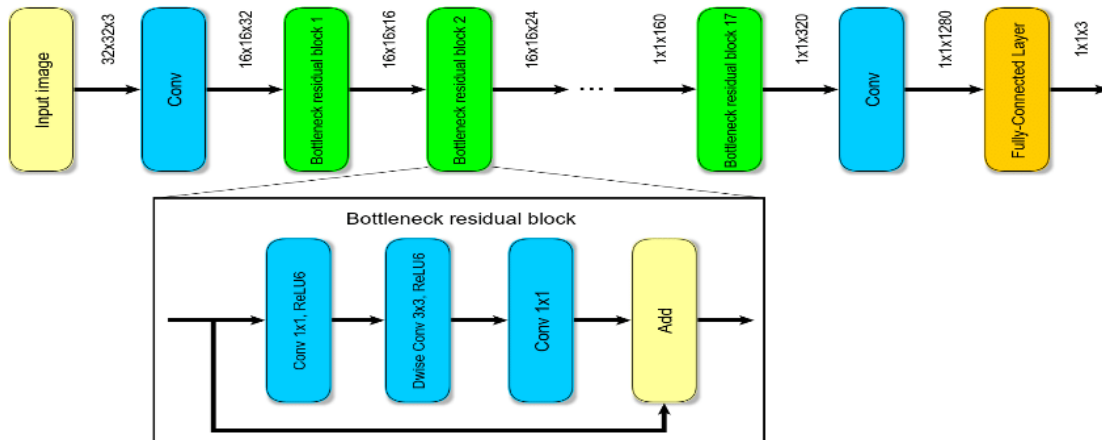 Input image
32x32x3
Conv
16x16x32
Bottleneck residual block 1
16x16x16
Bottleneck residual block 2
16x16x24
...
1x1x160
Bottleneck residual block 17
1x1x320
Conv
1x1x1280
Fully-Connected Layer
1x1x3
Bottleneck residual block
Conv 1x1, ReLU6
Dwise Conv 3x3, ReLU6
Conv 1x1
Add